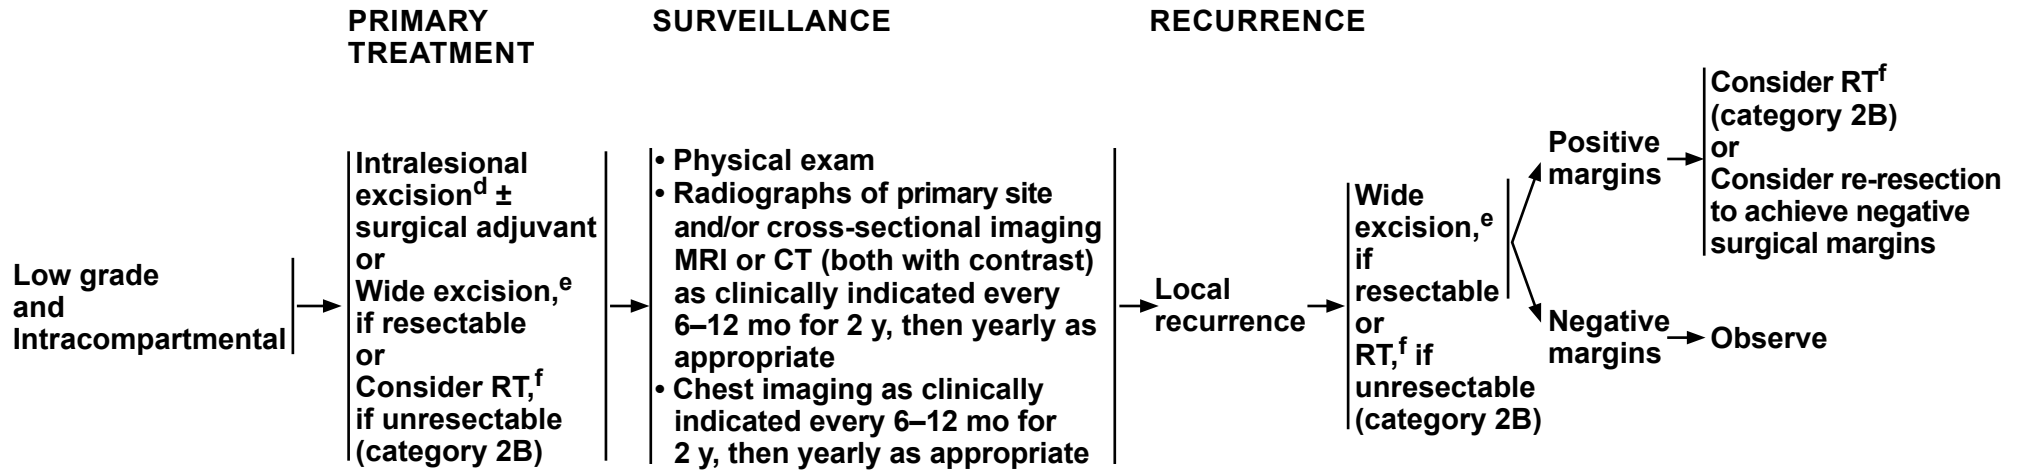 PRIMARY
TREATMENT
SURVEILLANCE
RECURRENCE
Low grade
and
Intracompartmental
Intralesional
excisiond ±
surgical adjuvant
or
Wide excision,e
if resectable
or
Consider RT,f
if unresectable
(category 2B)
• Physical exam
• Radiographs of primary site
and/or cross-sectional imaging
MRI or CT (both with contrast)
as clinically indicated every
6–12 mo for 2 y, then yearly as
appropriate
• Chest imaging as clinically
indicated every 6–12 mo for
2 y, then yearly as appropriate
Local
recurrence
Wide
excision,e
if
resectable
or
RT,f if
unresectable
(category 2B)
Positive
margins
Consider RTf
(category 2B)
or
Consider re-resection
to achieve negative
surgical margins
Negative
margins
Observe